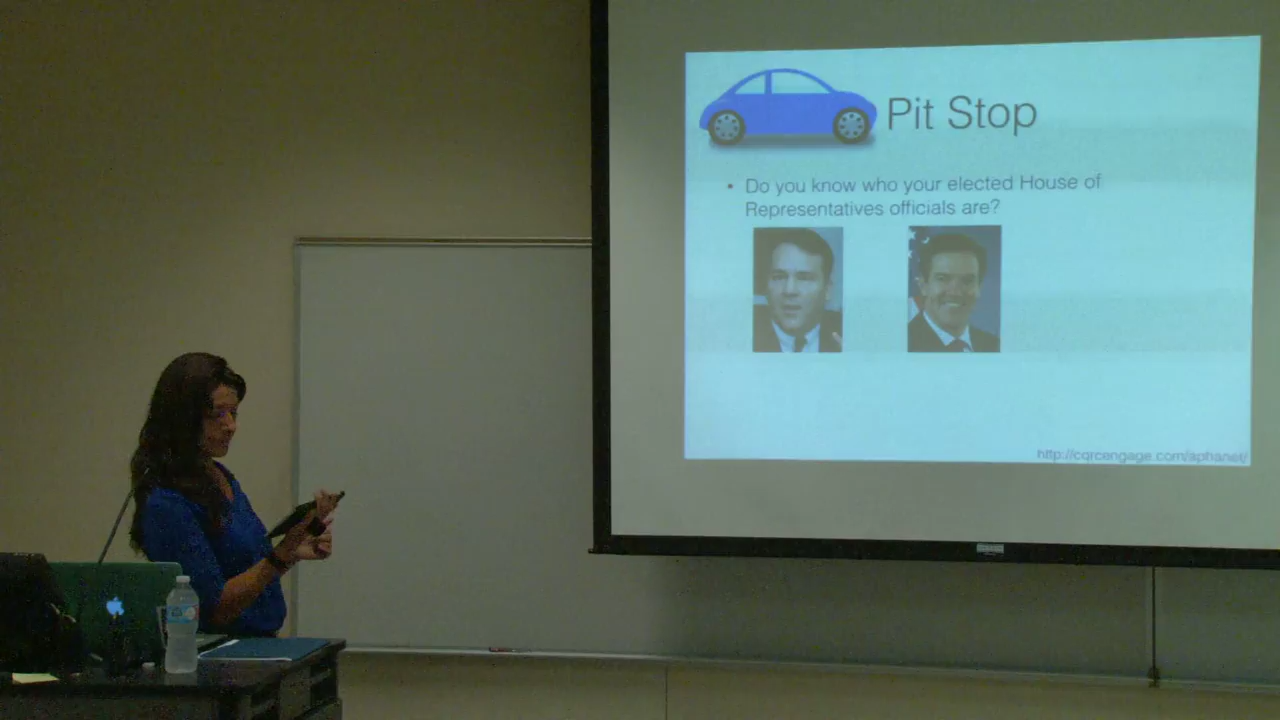 Pit Stop
• Do you know who your elected House of
Representatives officials are?
http://cqrcengage.com/aphanet/